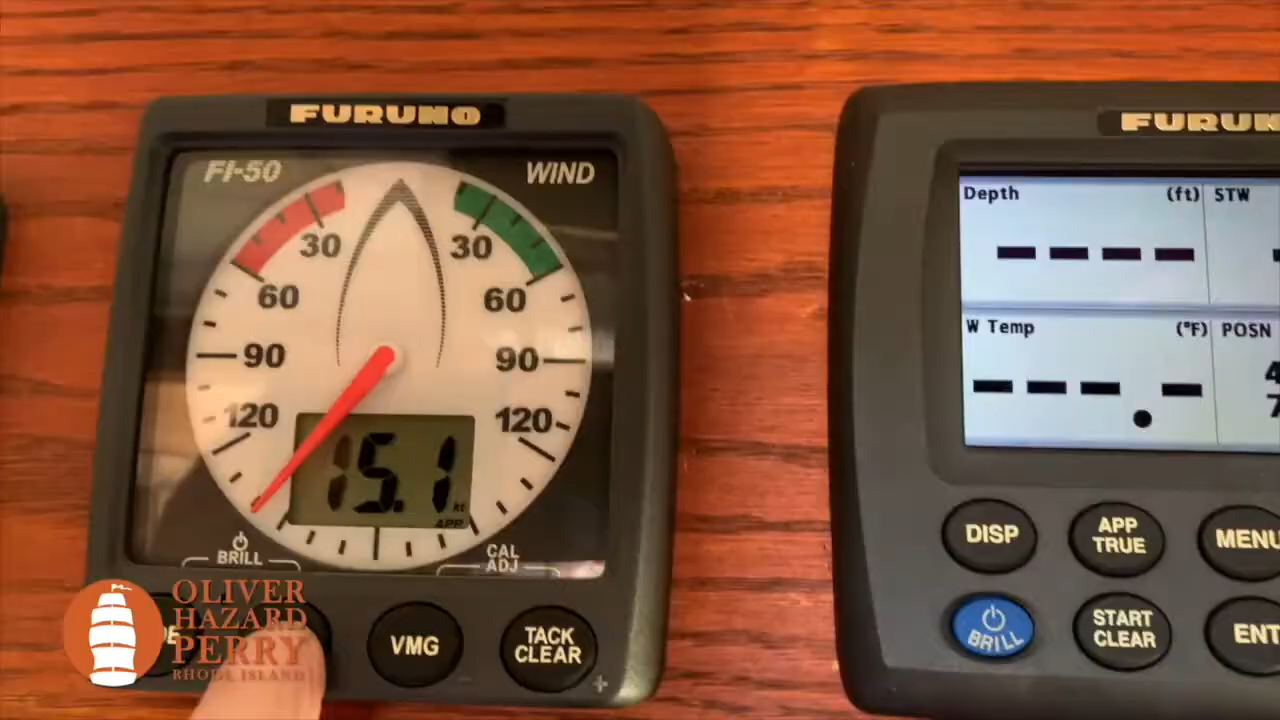 FURUNO
FI-50 WIND
30 30
60 60
90 90
120 120
15.1 kt
APP
BRILL
CAL
ADJ
VMG
TACK
CLEAR
+
OLIVER
HAZARD
PERRY
RHODE ISLAND
Depth (ft) STW
W Temp (°F) POSN
DISP
APP
TRUE
MENU
BRILL
START
CLEAR